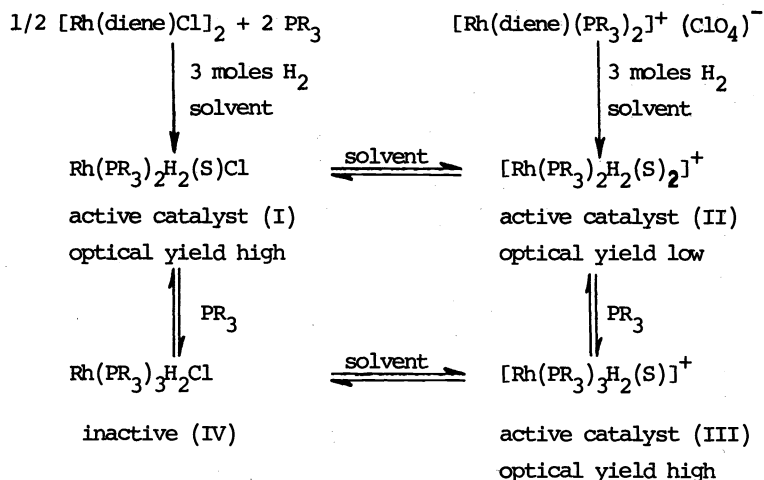 1/2 [Rh(diene)Cl]₂ + 2 PR₃ [Rh(diene)(PR₃)₂]⁺ (ClO₄)⁻
3 moles H₂ 3 moles H₂
solvent solvent
Rh(PR₃)₂H₂(S)Cl solvent [Rh(PR₃)₂H₂(S)₂]⁺
active catalyst (I) active catalyst (II)
optical yield high optical yield low
PR₃ PR₃
Rh(PR₃)₃H₂Cl solvent [Rh(PR₃)₃H₂(S)]⁺
inactive (IV) active catalyst (III)
optical yield high